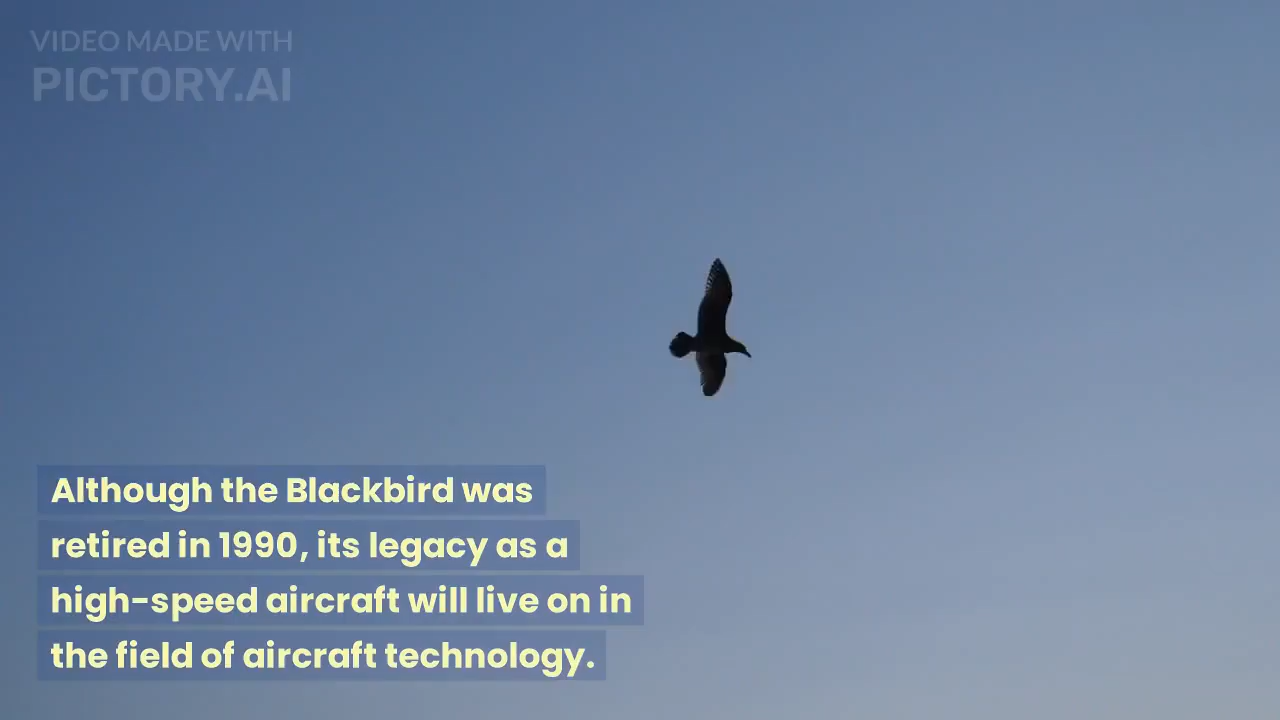 VIDEO MADE WITH
PICTORY.AI
Although the Blackbird was
retired in 1990, its legacy as a
high-speed aircraft will live on in
the field of aircraft technology.